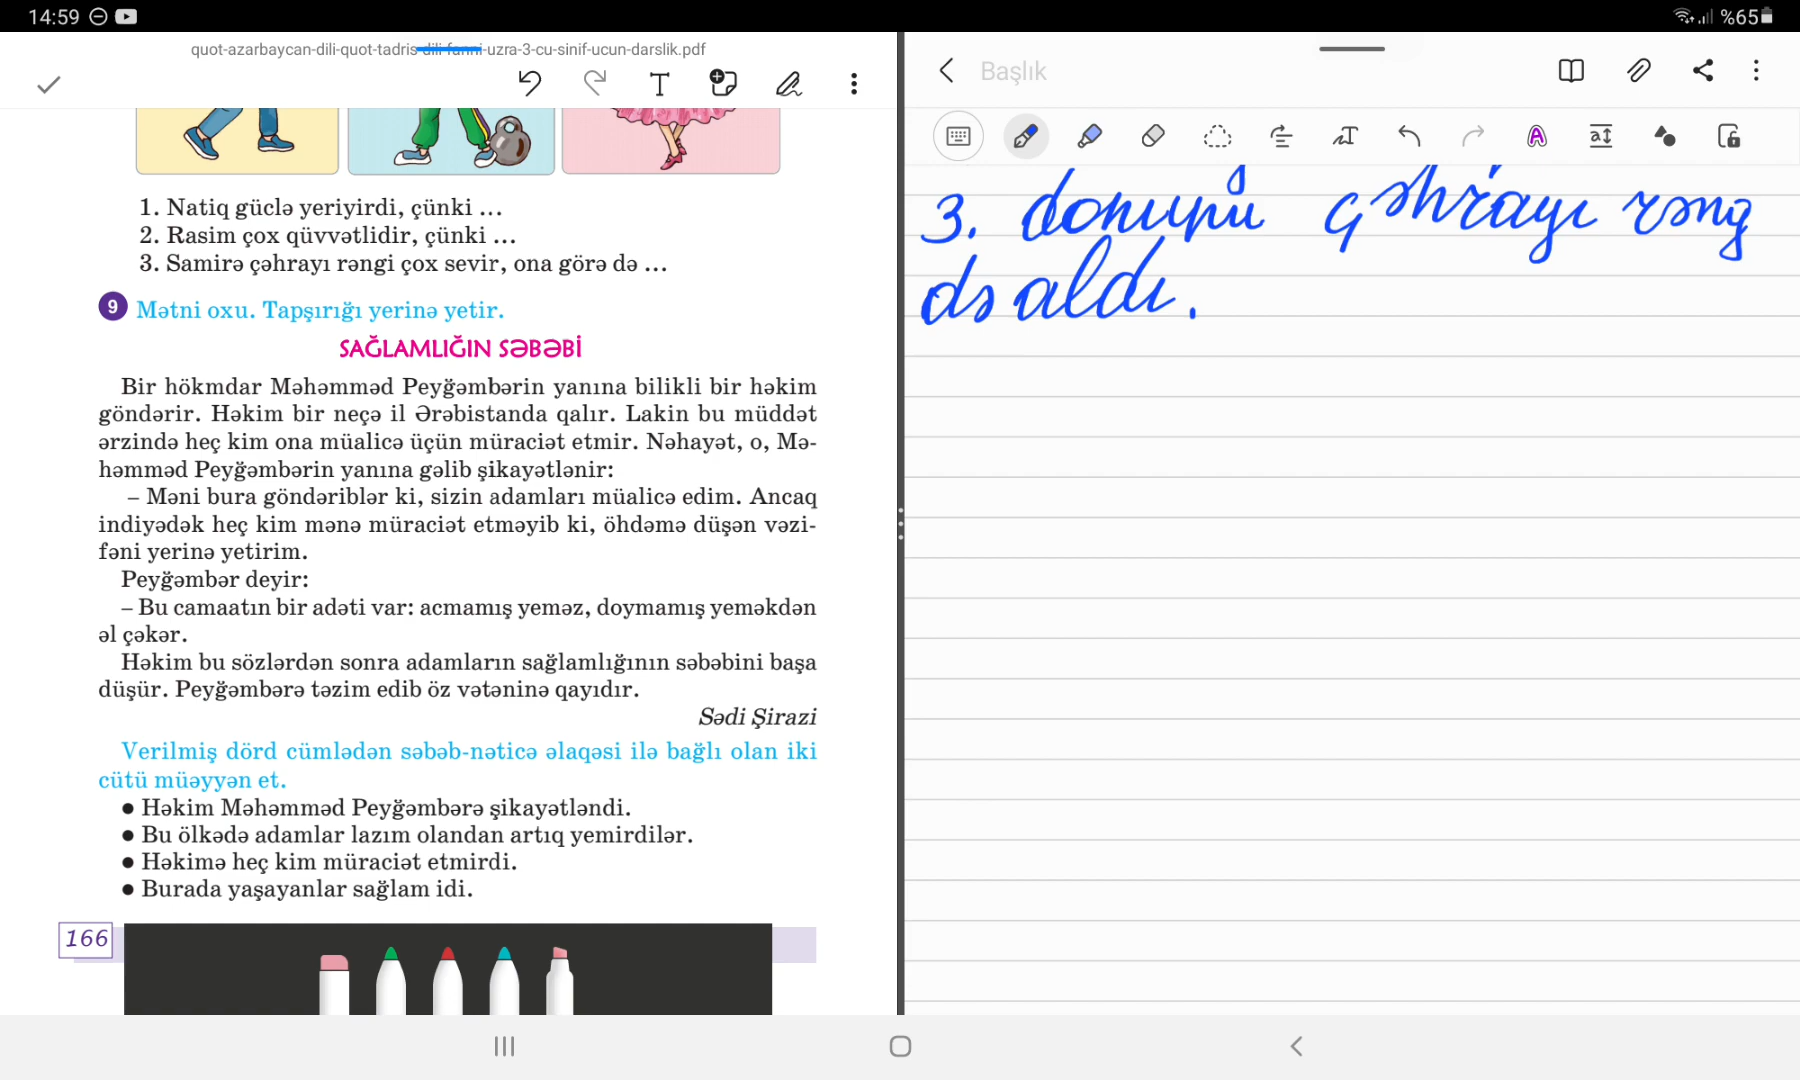 14:59
%65
quot-azarbaycan-dili-quot-tadris-dili-fanni-uzra-3-cu-sinif-ucun-darslik.pdf
1. Natiq güclə yeriyirdi, çünki ...
2. Rasim çox qüvvətlidir, çünki ...
3. Samirə çəhrayı rəngi çox sevir, ona görə də ...
9 Mətni oxu. Tapşırığı yerinə yetir.
SAĞLAMLIĞIN SƏBƏBİ
Bir hökmdar Məhəmməd Peyğəmbərin yanına bilikli bir həkim
göndərir. Həkim bir neçə il Ərəbistanda qalır. Lakin bu müddət
ərzində heç kim ona müalicə üçün müraciət etmir. Nəhayət, o, Mə-
həmməd Peyğəmbərin yanına gəlib şikayətlənir:
– Məni bura göndəriblər ki, sizin adamları müalicə edim. Ancaq
indiyədək heç kim mənə müraciət etməyib ki, öhdəmə düşən vəzi-
fəni yerinə yetirim.
Peyğəmbər deyir:
– Bu camaatın bir adəti var: acmamış yeməz, doymamış yeməkdən
əl çəkər.
Həkim bu sözlərdən sonra adamların sağlamlığının səbəbini başa
düşür. Peyğəmbərə təzim edib öz vətəninə qayıdır.
Sədi Şirazi
Verilmiş dörd cümlədən səbəb-nəticə əlaqəsi ilə bağlı olan iki
cütü müəyyən et.
● Həkim Məhəmməd Peyğəmbərə şikayətləndi.
● Bu ölkədə adamlar lazım olandan artıq yemirdilər.
● Həkimə heç kim müraciət etmirdi.
● Burada yaşayanlar sağlam idi.
166
Başlık
3. çəhrayı rəng
də aldı.